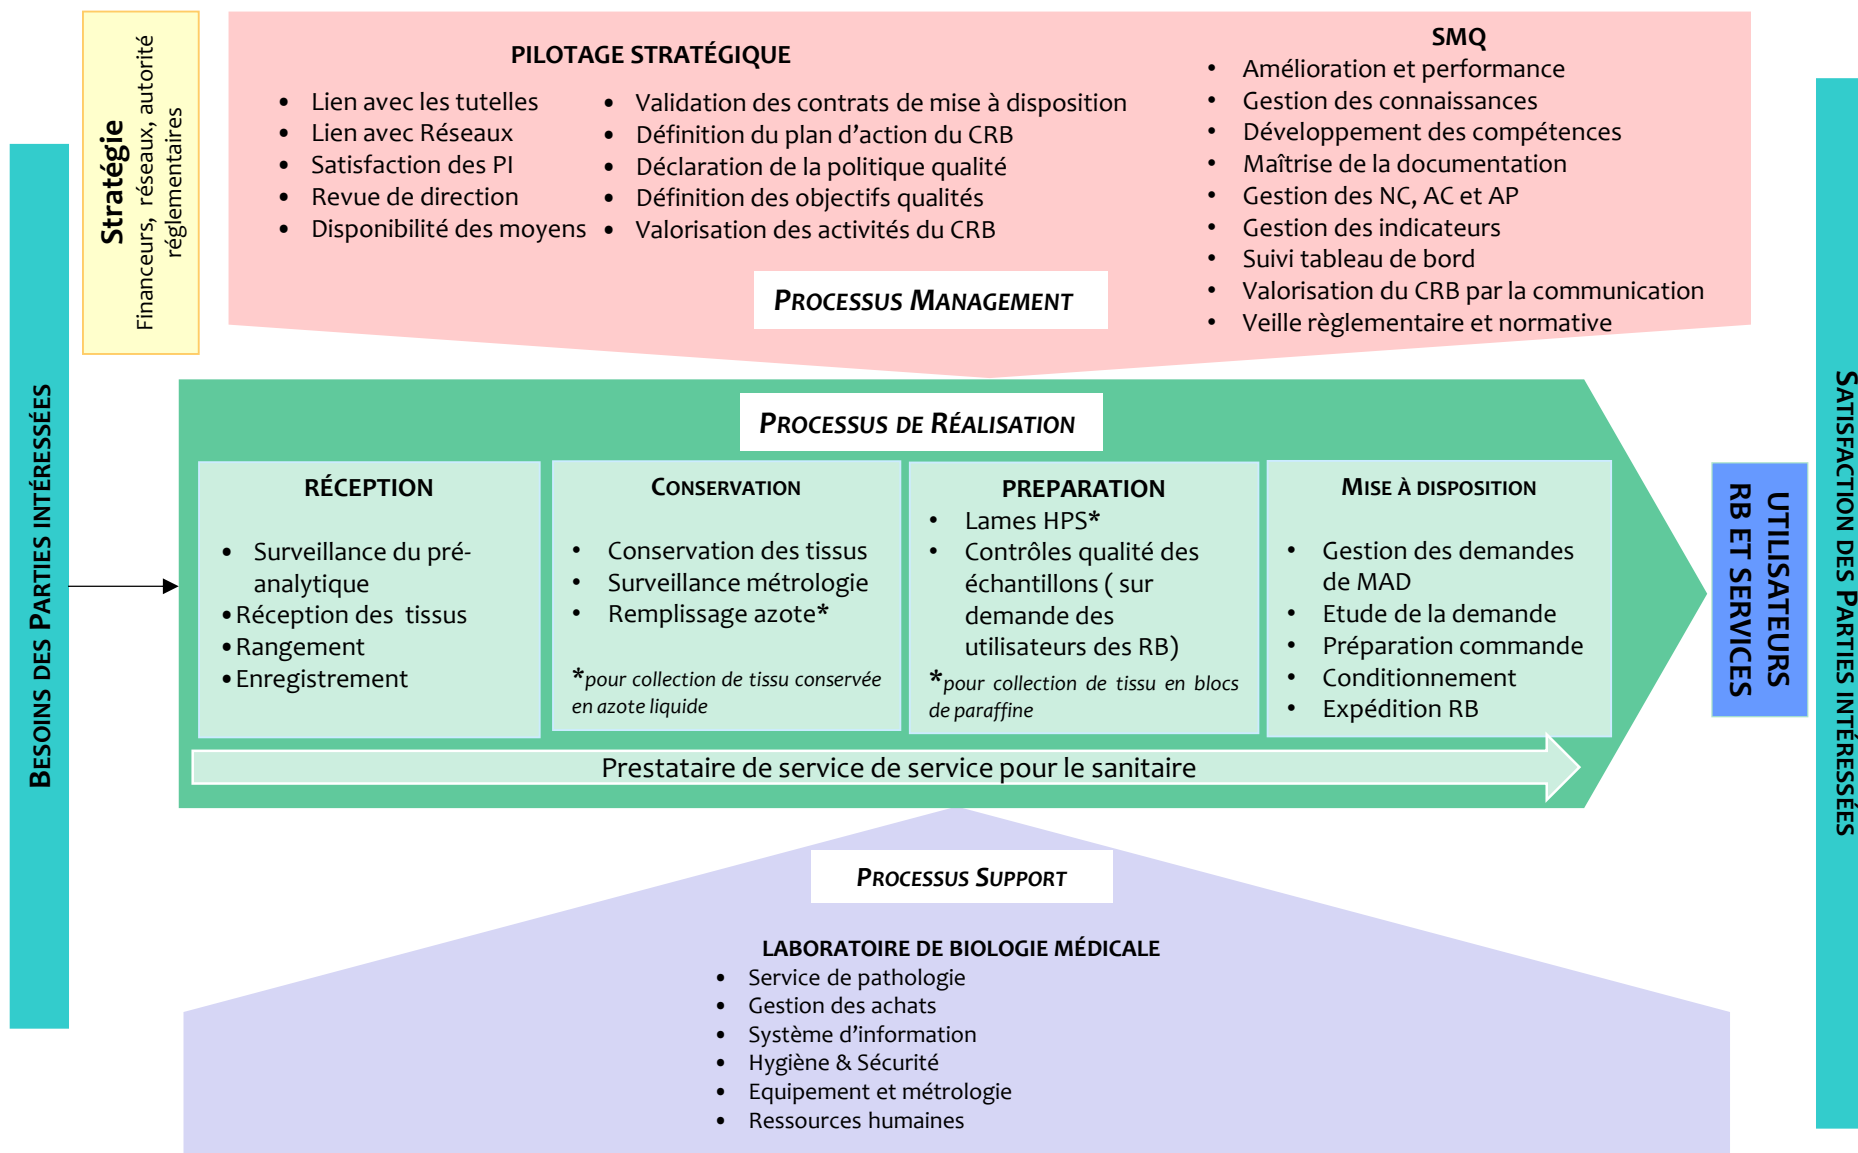 Stratégie
Financeurs, réseaux, autorité
réglementaires
BESOINS DES PARTIES INTÉRESSÉES
PILOTAGE STRATÉGIQUE
• Lien avec les tutelles
• Lien avec Réseaux
• Satisfaction des PI
• Revue de direction
• Disponibilité des moyens
• Validation des contrats de mise à disposition
• Définition du plan d’action du CRB
• Déclaration de la politique qualité
• Définition des objectifs qualités
• Valorisation des activités du CRB
SMQ
• Amélioration et performance
• Gestion des connaissances
• Développement des compétences
• Maîtrise de la documentation
• Gestion des NC, AC et AP
• Gestion des indicateurs
• Suivi tableau de bord
• Valorisation du CRB par la communication
• Veille règlementaire et normative
PROCESSUS MANAGEMENT
PROCESSUS DE RÉALISATION
RÉCEPTION
• Surveillance du pré-
analytique
• Réception des tissus
• Rangement
• Enregistrement
CONSERVATION
• Conservation des tissus
• Surveillance métrologie
• Remplissage azote*
*pour collection de tissu conservée
en azote liquide
PREPARATION
• Lames HPS*
• Contrôles qualité des
échantillons ( sur
demande des
utilisateurs des RB)
*pour collection de tissu en blocs
de paraffine
MISE À DISPOSITION
• Gestion des demandes
de MAD
• Etude de la demande
• Préparation commande
• Conditionnement
• Expédition RB
Prestataire de service de service pour le sanitaire
UTILISATEURS
RB ET SERVICES
SATISFACTION DES PARTIES INTÉRESSÉES
PROCESSUS SUPPORT
LABORATOIRE DE BIOLOGIE MÉDICALE
• Service de pathologie
• Gestion des achats
• Système d’information
• Hygiène & Sécurité
• Equipement et métrologie
• Ressources humaines